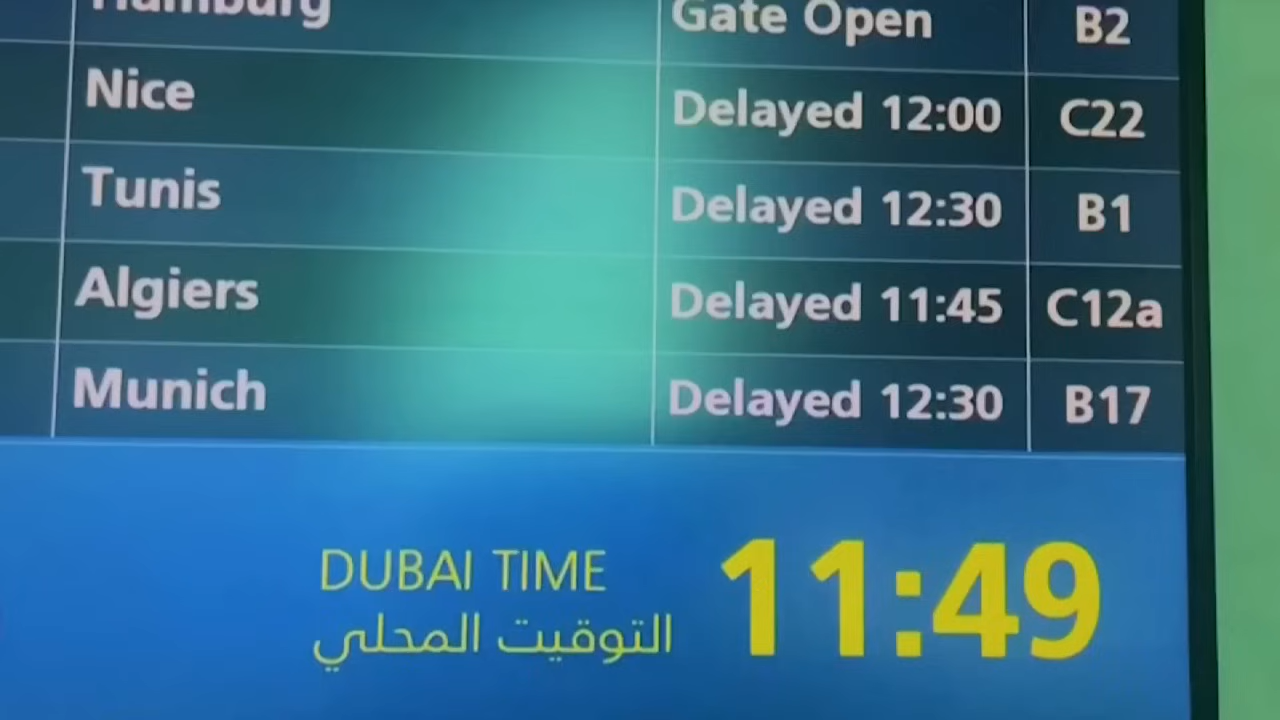 Hamburg Gate Open B2
Nice Delayed 12:00 C22
Tunis Delayed 12:30 B1
Algiers Delayed 11:45 C12a
Munich Delayed 12:30 B17
DUBAI TIME 11:49
التوقيت المحلي